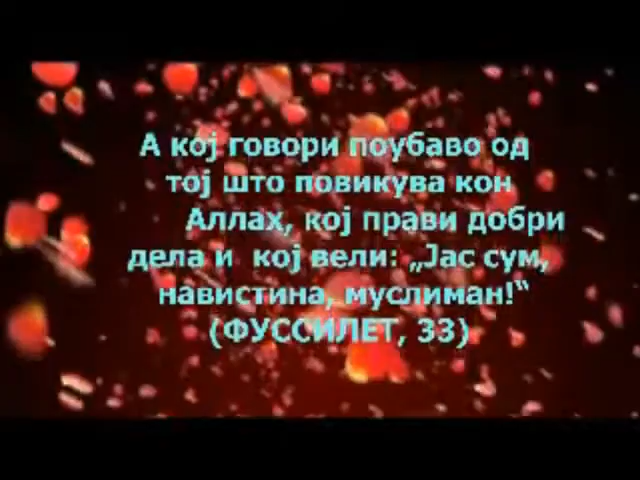 А кој говори поубаво од
тој што повикува кон
Аллах, кој прави добри
дела и кој вели: „Јас сум,
навистина, муслиман!“
(ФУССИЛЕТ, 33)